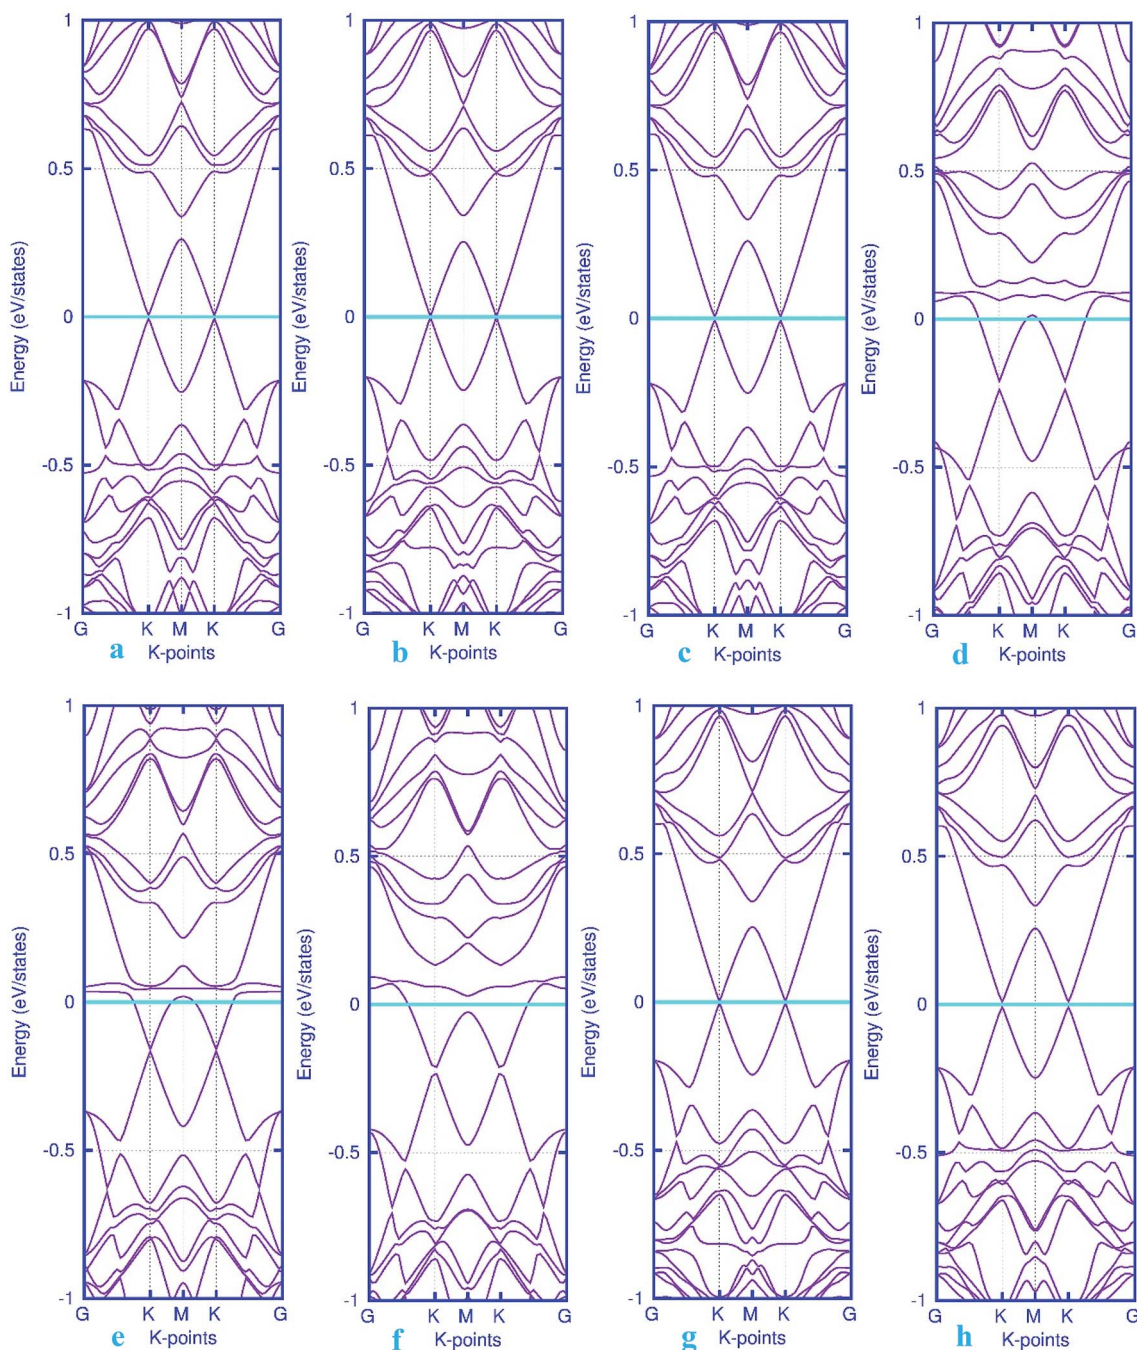 1 1 1 1
0.5 0.5 0.5 0.5
0 0 0 0
-0.5 -0.5 -0.5 -0.5
-1 -1 -1 -1
Energy (eV/states) Energy (eV/states) Energy (eV/states) Energy (eV/states)
G K M K G G K M K G G K M K G G K M K G
a K-points b K-points c K-points d K-points
1 1 1 1
0.5 0.5 0.5 0.5
0 0 0 0
-0.5 -0.5 -0.5 -0.5
-1 -1 -1 -1
Energy (eV/states) Energy (eV/states) Energy (eV/states) Energy (eV/states)
G K M K G G K M K G G K M K G G K M K G
e K-points f K-points g K-points h K-points